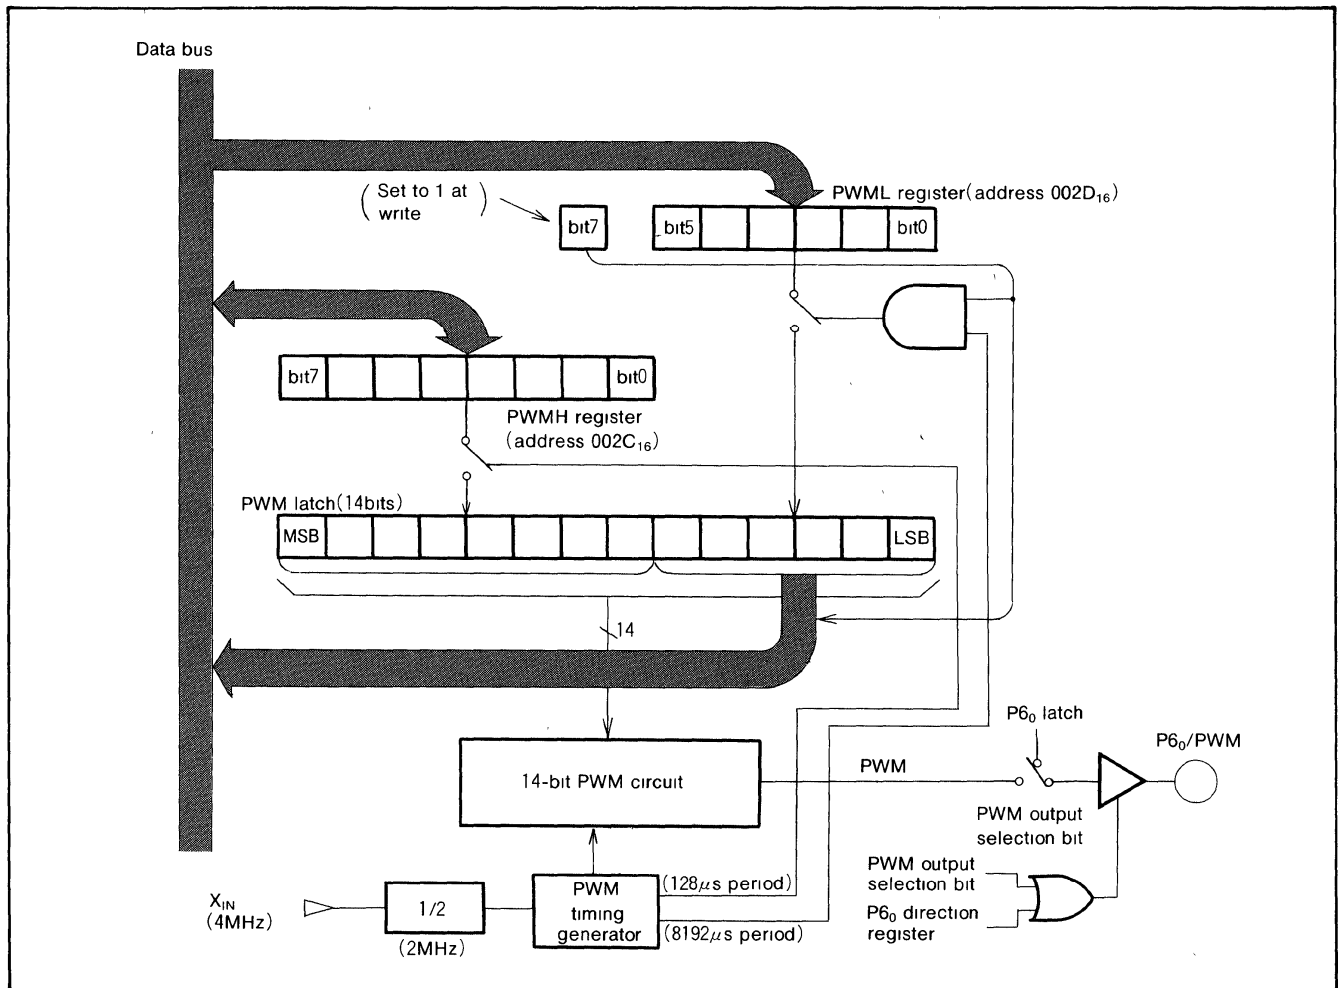 Data bus
(Set to 1 at
write)
PWML register(address 002D₁₆)
bit7
bit5
bit0
bit7
bit0
PWMH register
(address 002C₁₆)
PWM latch(14bits)
MSB
LSB
14
14-bit PWM circuit
PWM
P6₀ latch
P6₀/PWM
PWM output
selection bit
PWM output
selection bit
P6₀ direction
register
X_IN
(4MHz)
1/2
(2MHz)
PWM
timing
generator
(128μs period)
(8192μs period)